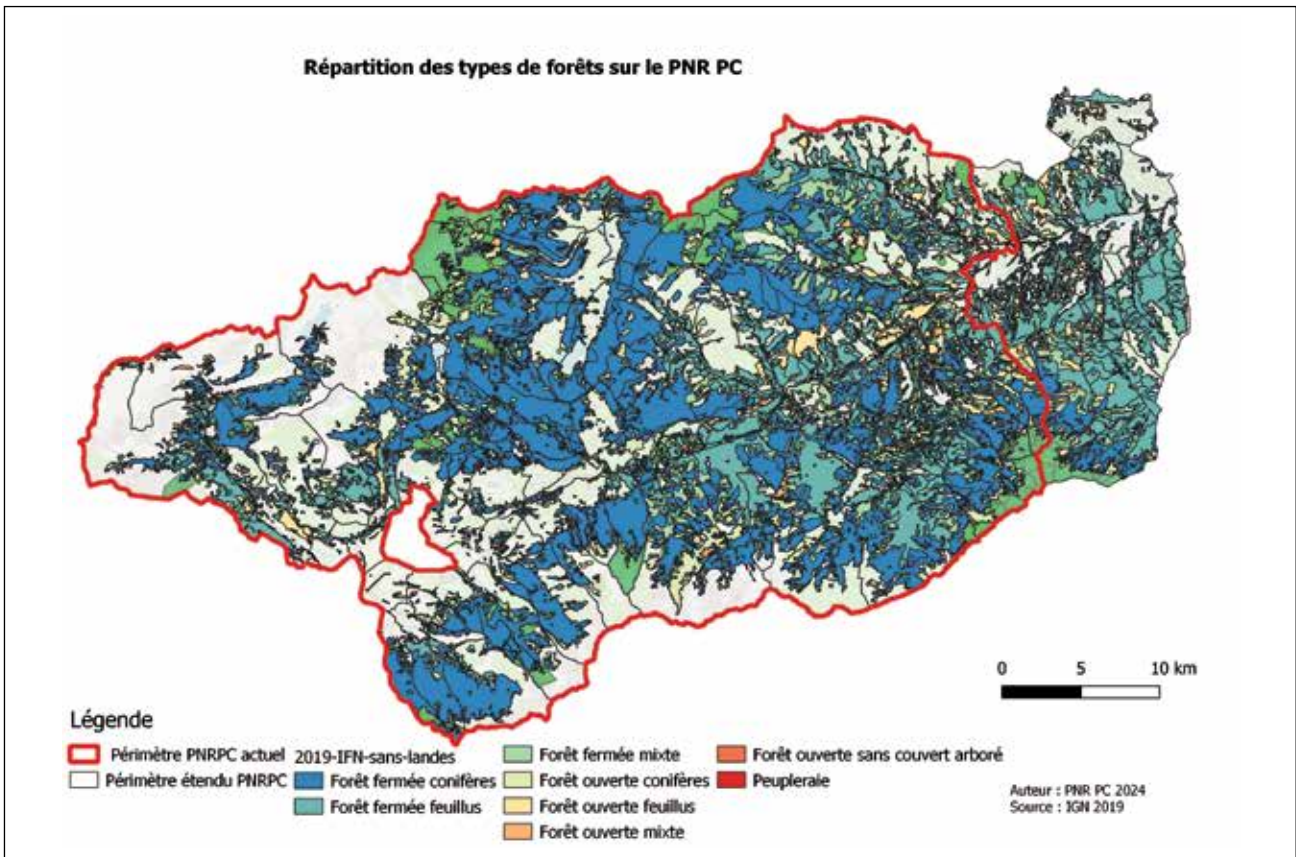 Répartition des types de forêts sur le PNR PC
0 5 10 km
Légende
Périmètre PNRPC actuel
Périmètre étendu PNRPC
2019-IFN-sans-landes
Forêt fermée conifères
Forêt fermée feuillus
Forêt fermée mixte
Forêt ouverte conifères
Forêt ouverte feuillus
Forêt ouverte mixte
Forêt ouverte sans couvert arboré
Peupleraie
Auteur : PNR PC 2024
Source : IGN 2019